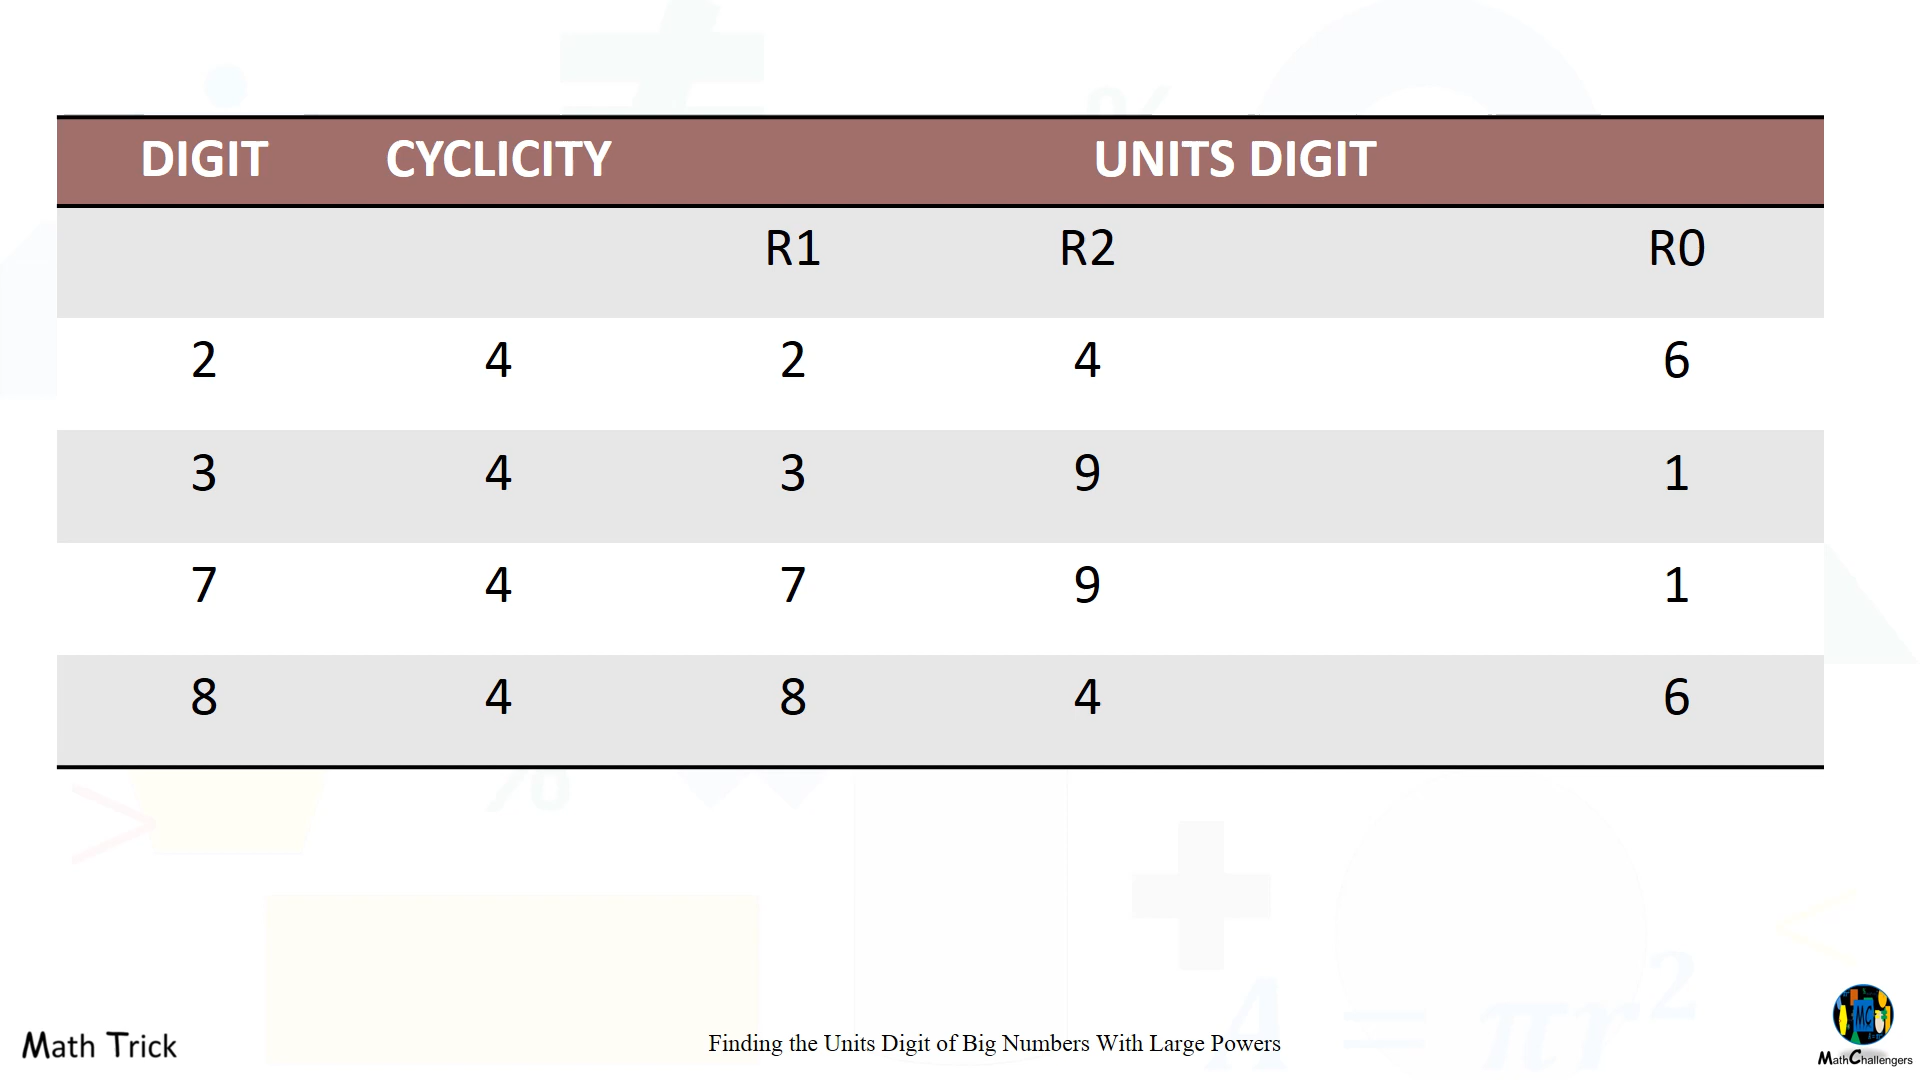 DIGIT CYCLICITY UNITS DIGIT
R1 R2 R0
2 4 2 4 6
3 4 3 9 1
7 4 7 9 1
8 4 8 4 6
%
%
>
+
<
A = πr²
Math Trick
Finding the Units Digit of Big Numbers With Large Powers
MC
MathChallengers